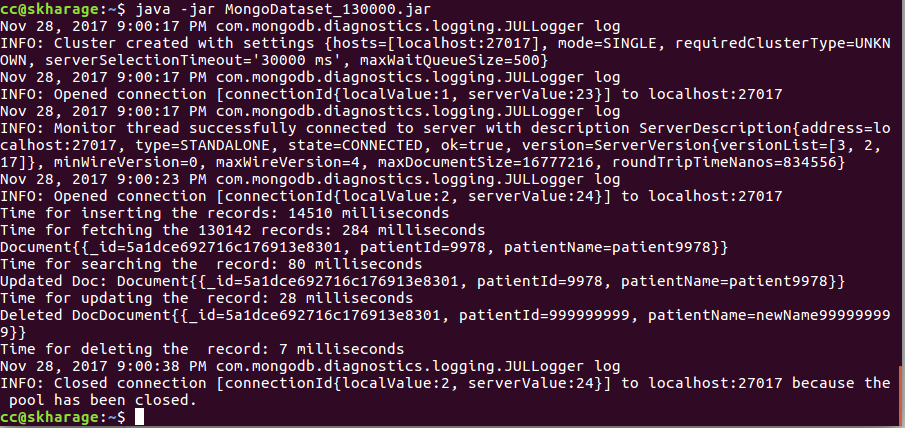 cc@skharage:~$ java -jar MongoDataset_130000.jar
Nov 28, 2017 9:00:17 PM com.mongodb.diagnostics.logging.JULLogger log
INFO: Cluster created with settings {hosts=[localhost:27017], mode=SINGLE, requiredClusterType=UNKN
OWN, serverSelectionTimeout='30000 ms', maxWaitQueueSize=500}
Nov 28, 2017 9:00:17 PM com.mongodb.diagnostics.logging.JULLogger log
INFO: Opened connection [connectionId{localValue:1, serverValue:23}] to localhost:27017
Nov 28, 2017 9:00:17 PM com.mongodb.diagnostics.logging.JULLogger log
INFO: Monitor thread successfully connected to server with description ServerDescription{address=lo
calhost:27017, type=STANDALONE, state=CONNECTED, ok=true, version=ServerVersion{versionList=[3, 2, 
17]}, minWireVersion=0, maxWireVersion=4, maxDocumentSize=16777216, roundTripTimeNanos=834556}
Nov 28, 2017 9:00:23 PM com.mongodb.diagnostics.logging.JULLogger log
INFO: Opened connection [connectionId{localValue:2, serverValue:24}] to localhost:27017
Time for inserting the records: 14510 milliseconds
Time for fetching the 130142 records: 284 milliseconds
Document{{_id=5a1dce692716c176913e8301, patientId=9978, patientName=patient9978}}
Time for searching the  record: 80 milliseconds
Updated Doc: Document{{_id=5a1dce692716c176913e8301, patientId=9978, patientName=patient9978}}
Time for updating the  record: 28 milliseconds
Deleted DocDocument{{_id=5a1dce692716c176913e8301, patientId=999999999, patientName=newName99999999
9}}
Time for deleting the  record: 7 milliseconds
Nov 28, 2017 9:00:38 PM com.mongodb.diagnostics.logging.JULLogger log
INFO: Closed connection [connectionId{localValue:2, serverValue:24}] to localhost:27017 because the
 pool has been closed.
cc@skharage:~$